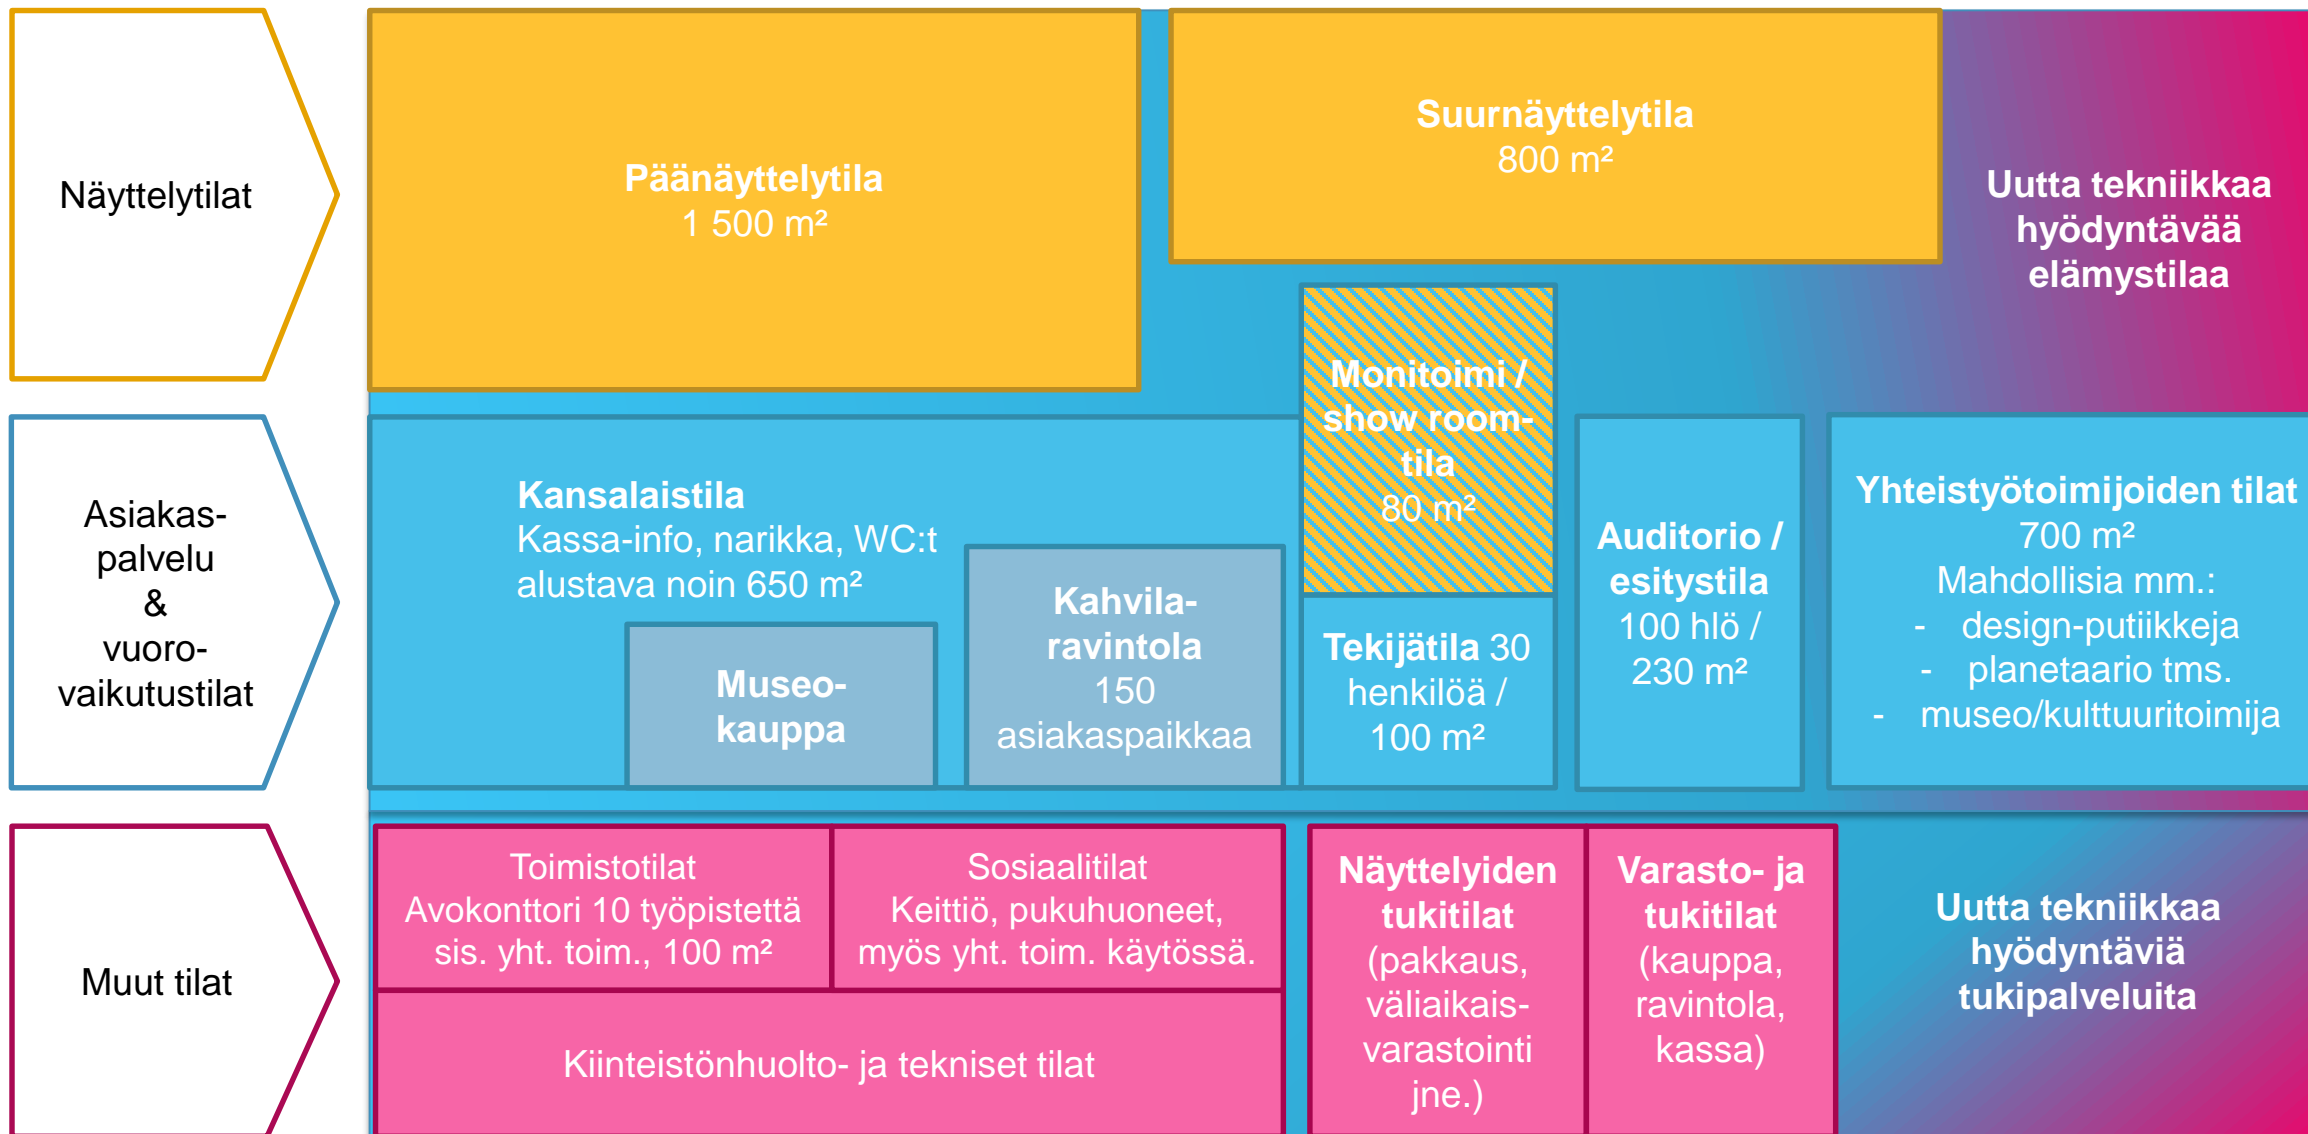 Näyttelytilat
Päänäyttelytila
1 500 m²
Suurnäyttelytila
800 m²
Uutta tekniikkaa
hyödyntävää
elämystilaa
Asiakas-
palvelu
&
vuoro-
vaikutustilat
Kansalaistila
Kassa-info, narikka, WC:t
alustava noin 650 m²
Museo-
kauppa
Kahvila-
ravintola
150
asiakaspaikkaa
Monitoimi /
show room-
tila
80 m²
Tekijätila 30
henkilöä /
100 m²
Auditorio /
esitystila
100 hlö /
230 m²
Yhteistyötoimijoiden tilat
700 m²
Mahdollisia mm.:
- design-putiikkeja
- planetaario tms.
- museo/kulttuuritoimija
Muut tilat
Toimistotilat
Avokonttori 10 työpistettä
sis. yht. toim., 100 m²
Sosiaalitilat
Keittiö, pukuhuoneet,
myös yht. toim. käytössä.
Kiinteistönhuolto- ja tekniset tilat
Näyttelyiden
tukitilat
(pakkaus,
väliaikais-
varastointi
jne.)
Varasto- ja
tukitilat
(kauppa,
ravintola,
kassa)
Uutta tekniikkaa
hyödyntäviä
tukipalveluita